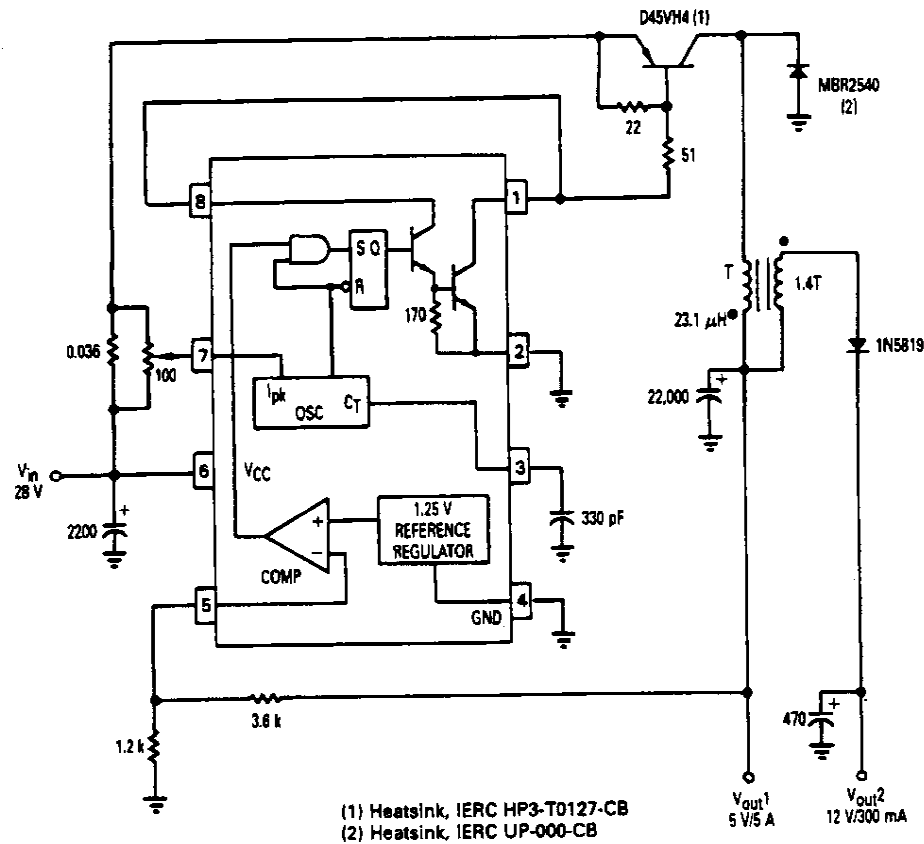 D45VH4 (1)
MBR2540
(2)
22
51
8
1
S Q
R
170
T
1.4T
23.1 μH
0.036
100
7
2
1N5819
Ipk
CT
OSC
22,000
+
Vin
28 V
6
VCC
3
2200
+
+
1.25 V
REFERENCE
REGULATOR
330 pF
−
COMP
5
4
GND
3.6 k
470
+
1.2 k
Vout1
5 V/5 A
Vout2
12 V/300 mA
(1) Heatsink, IERC HP3-T0127-CB
(2) Heatsink, IERC UP-000-CB